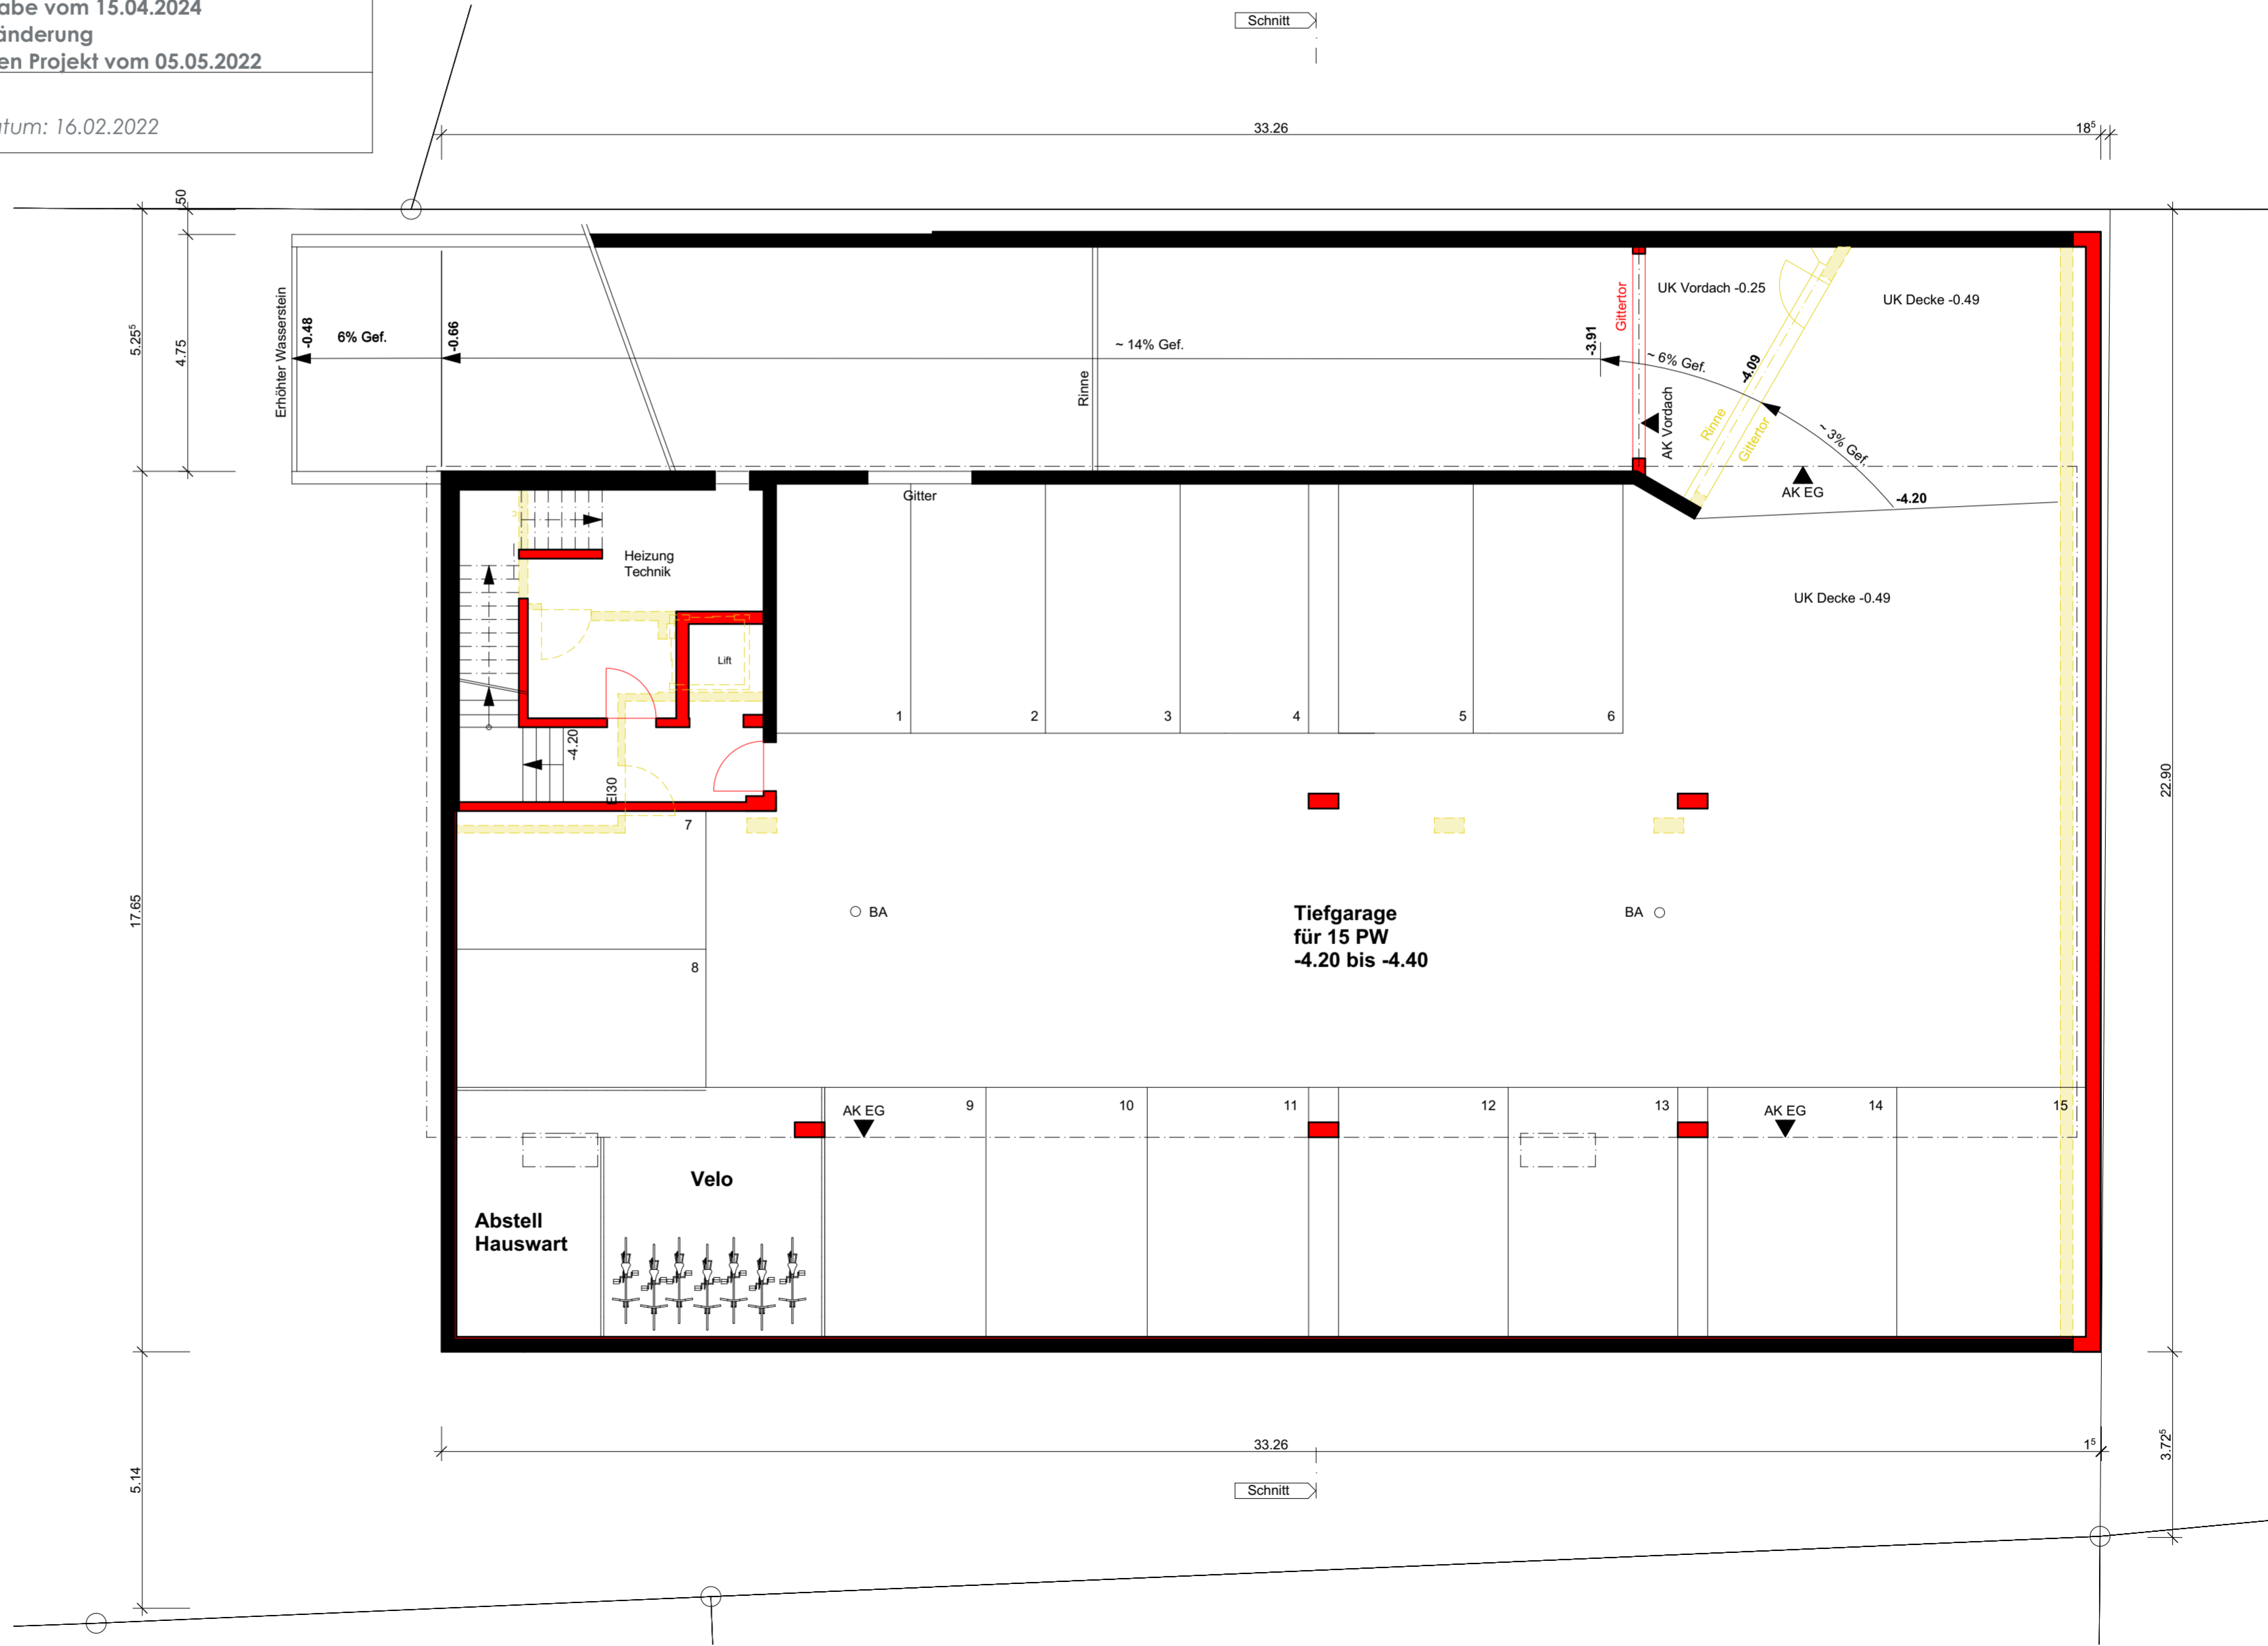 abe vom 15.04.2024
änderung
en Projekt vom 05.05.2022
tum: 16.02.2022
Schnitt
33.26
18⁵
.50
5.25⁵
4.75
Erhöhter Wasserstein
-0.48
6% Gef.
-0.66
Rinne
~ 14% Gef.
-3.91
Gittertor
UK Vordach -0.25
UK Decke -0.49
~ 6% Gef.
-4.09
AK Vordach
Rinne
Gittertor
~ 3% Gef.
AK EG
-4.20
Gitter
Heizung
Technik
UK Decke -0.49
Lift
1
2
3
4
5
6
-4.20
EI30
22.90
7
17.65
BA
Tiefgarage
für 15 PW
-4.20 bis -4.40
BA
8
AK EG
9
10
11
12
13
AK EG
14
15
Velo
Abstell
Hauswart
33.26
1⁵
3.72⁵
5.14
Schnitt